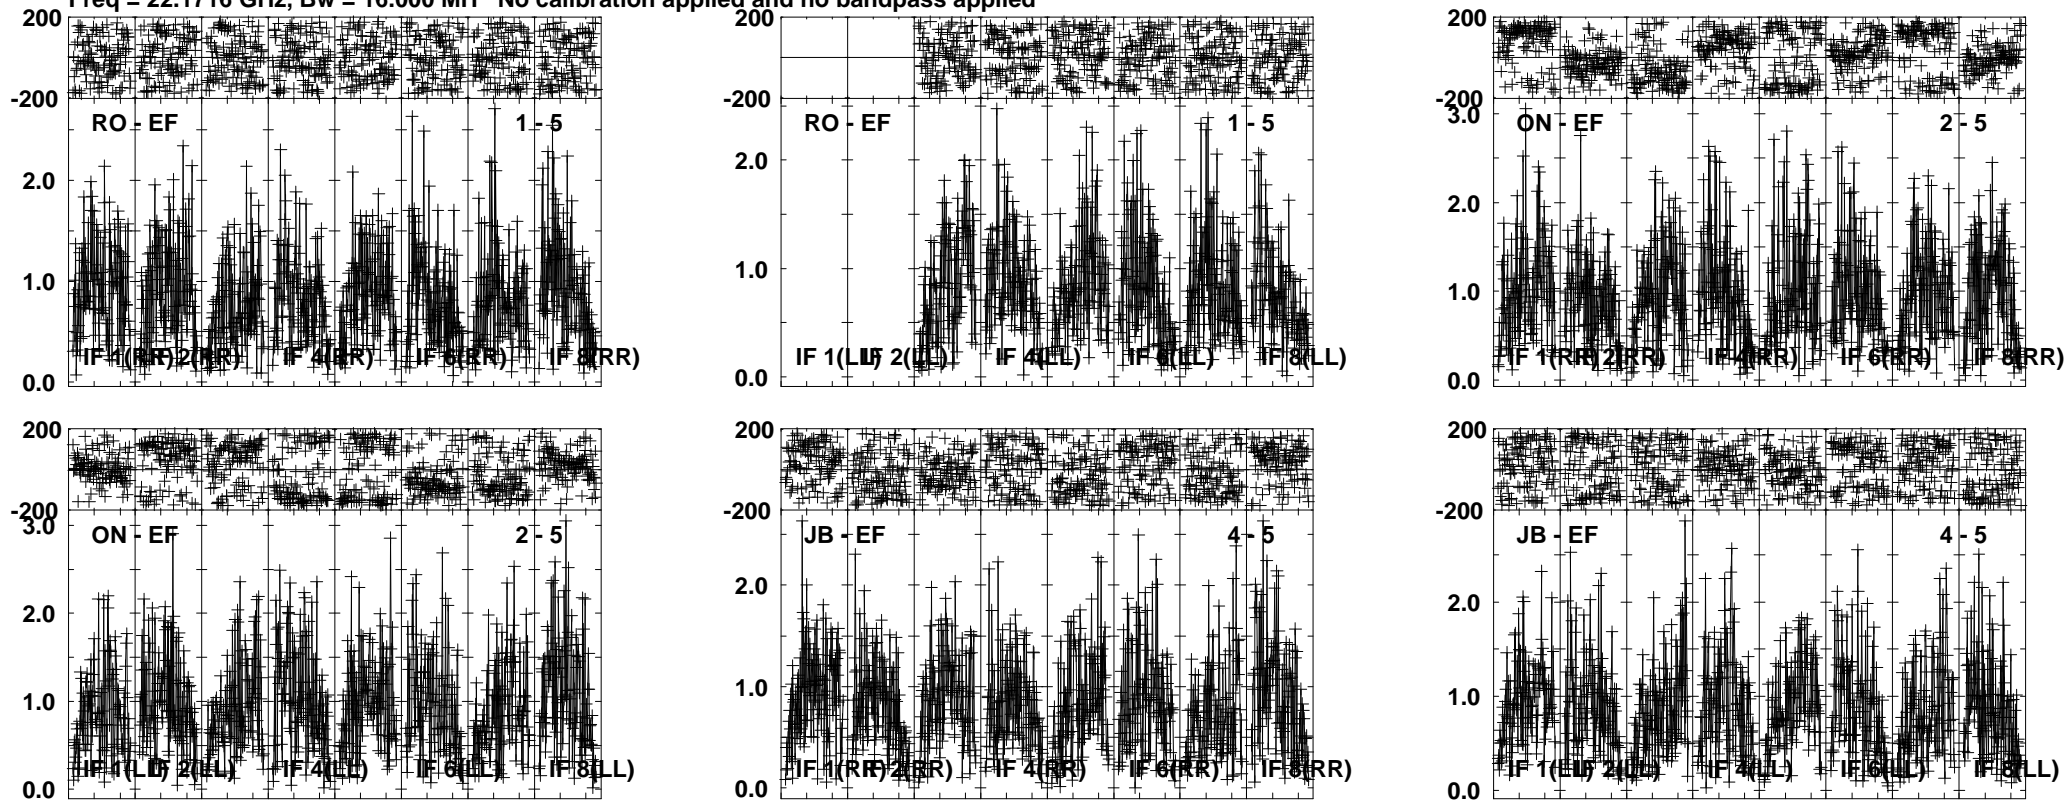 Freq = 22.1716 GHz, Bw = 16.000 MH No calibration applied and no bandpass applied
200
-200
RO - EF 1 - 5
2.0
1.0
0.0
IF 1(RR) IF 2(RR) IF 4(RR) IF 6(RR) IF 8(RR)
200
-200
RO - EF 1 - 5
2.0
1.0
0.0
IF 1(LL) IF 2(LL) IF 4(LL) IF 6(LL) IF 8(LL)
200
-200
3.0
ON - EF 2 - 5
2.0
1.0
0.0
IF 1(RR) IF 2(RR) IF 4(RR) IF 6(RR) IF 8(RR)
200
-200
3.0
ON - EF 2 - 5
2.0
1.0
0.0
IF 1(LL) IF 2(LL) IF 4(LL) IF 6(LL) IF 8(LL)
200
-200
JB - EF 4 - 5
2.0
1.0
0.0
IF 1(RR) IF 2(RR) IF 4(RR) IF 6(RR) IF 8(RR)
200
-200
JB - EF 4 - 5
2.0
1.0
0.0
IF 1(LL) IF 2(LL) IF 4(LL) IF 6(LL) IF 8(LL)